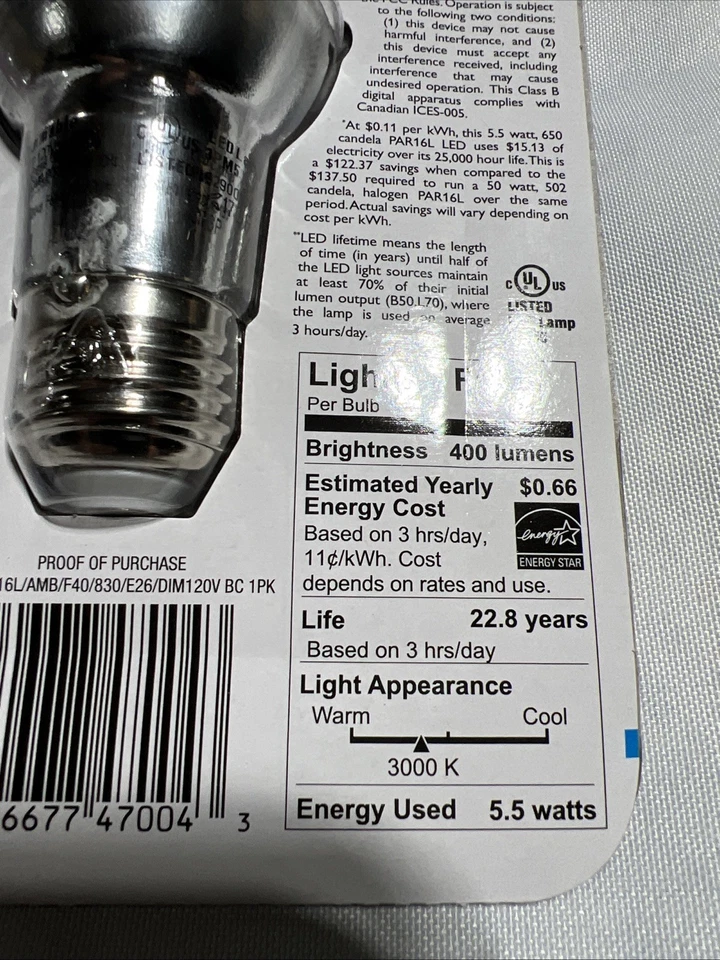 the FCC Rules. Operation is subject
to the following two conditions:
(1) this device may not cause
harmful interference, and (2)
this device must accept any
interference received, including
interference that may cause
undesired operation. This Class B
digital apparatus complies with
Canadian ICES-005.
*At $0.11 per kWh, this 5.5 watt, 650
candela PAR16L LED uses $15.13 of
electricity over its 25,000 hour life.This is
a $122.37 savings when compared to the
$137.50 required to run a 50 watt, 502
candela, halogen PAR16L over the same
period.Actual savings will vary depending on
cost per kWh.
**LED lifetime means the length
of time (in years) until half of
the LED light sources maintain
at least 70% of their initial
lumen output (B50,L70), where
the lamp is used on average
3 hours/day.
C UL US
LISTED
Lamp
C UL US
LISTED
Ligh F
Per Bulb
Brightness 400 lumens
Estimated Yearly $0.66
Energy Cost
Based on 3 hrs/day,
11¢/kWh. Cost
depends on rates and use.
energy
ENERGY STAR
Life 22.8 years
Based on 3 hrs/day
Light Appearance
Warm Cool
3000 K
Energy Used 5.5 watts
PROOF OF PURCHASE
16L/AMB/F40/830/E26/DIM120V BC 1PK
6677 47004 3